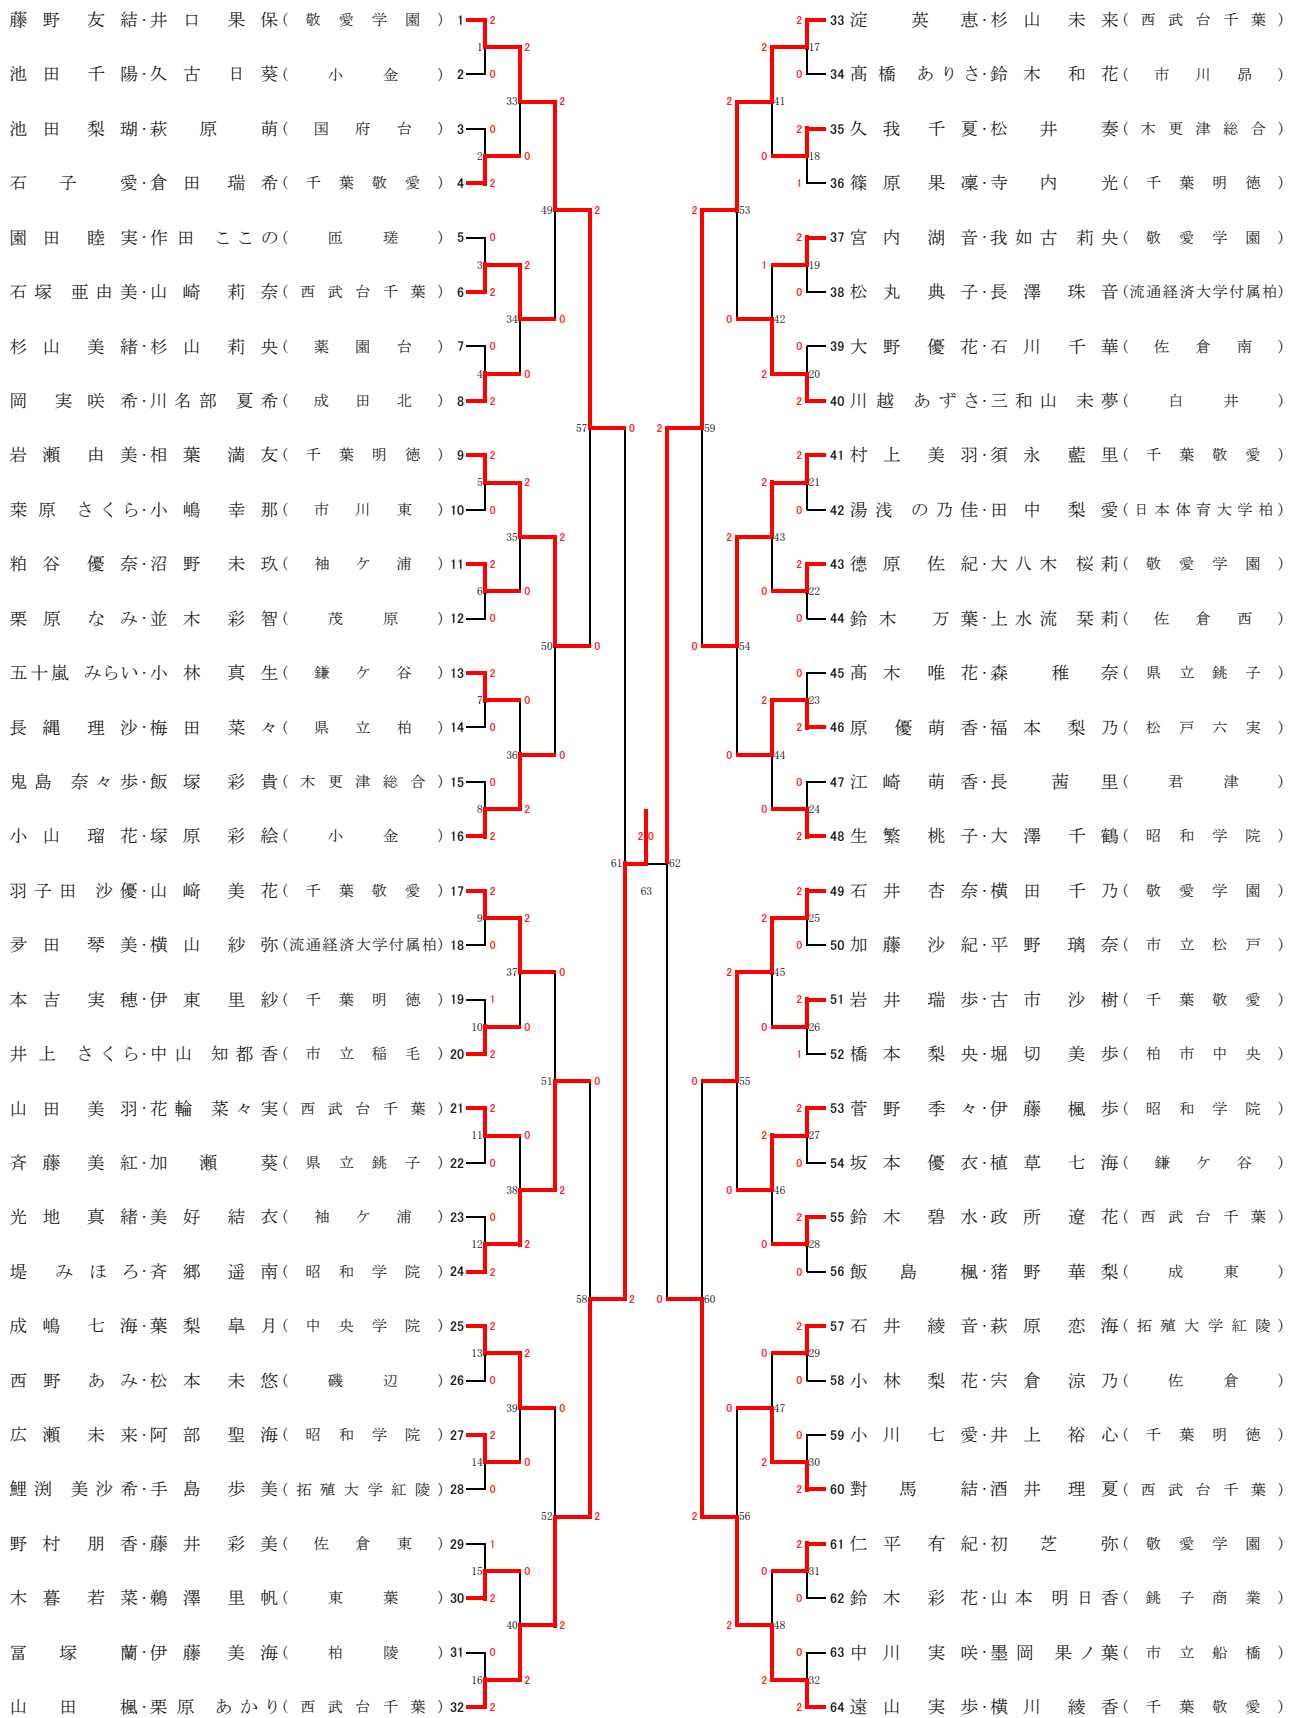 藤野 友結・井口 果保(敬愛学園) 1
池田 千陽・久古 日葵(小金) 2
池田 梨瑚・萩原 萌(国府台) 3
石子 愛・倉田 瑞希(千葉敬愛) 4
園田 睦実・作田 ここの(匝瑳) 5
石塚 亜由美・山崎 莉奈(西武台千葉) 6
杉山 美緒・杉山 莉央(薬園台) 7
岡 実咲希・川名部 夏希(成田北) 8
岩瀬 由美・相葉 満友(千葉明徳) 9
栗原 さくら・小嶋 幸那(市川東) 10
粕谷 優奈・沼野 未玖(袖ケ浦) 11
栗原 なみ・並木 彩智(茂原) 12
五十嵐 みらい・小林 真生(鎌ケ谷) 13
長縄 理沙・梅田 菜々(県立柏) 14
鬼島 奈々歩・飯塚 彩貴(木更津総合) 15
小山 瑠花・塚原 彩絵(小金) 16
羽子田 沙優・山﨑 美花(千葉敬愛) 17
田 琴美・横山 紗弥(流通経済大学付属柏) 18
本吉 実穂・伊東 里紗(千葉明徳) 19
井上 さくら・中山 知都香(市立稲毛) 20
山田 美羽・花輪 菜々実(西武台千葉) 21
斉藤 美紅・加瀬 葵(県立銚子) 22
光地 真緒・美好 結衣(袖ケ浦) 23
堤 みほろ・斉郷 遥南(昭和学院) 24
成嶋 七海・葉梨 皐月(中央学院) 25
西野 あみ・松本 未悠(磯辺) 26
広瀬 未来・阿部 聖海(昭和学院) 27
鯉渕 美沙希・手島 歩美(拓殖大学紅陵) 28
野村 朋香・藤井 彩美(佐倉東) 29
木暮 若菜・鵜澤 里帆(東葉) 30
冨塚 蘭・伊藤 美海(柏陵) 31
山田 楓・栗原 あかり(西武台千葉) 32
33 淀 英恵・杉山 未来(西武台千葉)
34 髙橋 ありさ・鈴木 和花(市川昴)
35 久我 千夏・松井 奏(木更津総合)
36 篠原 果凜・寺内 光(千葉明徳)
37 宮内 湖音・我如古 莉央(敬愛学園)
38 松丸 典子・長澤 珠音(流通経済大学付属柏)
39 大野 優花・石川 千華(佐倉南)
40 川越 あずさ・三和山 未夢(白井)
41 村上 美羽・須永 藍里(千葉敬愛)
42 湯浅 の乃佳・田中 梨愛(日本体育大学柏)
43 德原 佐紀・大八木 桜莉(敬愛学園)
44 鈴木 万葉・上水流 栞莉(佐倉西)
45 髙木 唯花・森 稚奈(県立銚子)
46 原 優萌香・福本 梨乃(松戸六実)
47 江崎 萌香・長 茜里(君津)
48 生繁 桃子・大澤 千鶴(昭和学院)
49 石井 杏奈・横田 千乃(敬愛学園)
50 加藤 沙紀・平野 璃奈(市立松戸)
51 岩井 瑞歩・古市 沙樹(千葉敬愛)
52 橋本 梨央・堀切 美歩(柏市中央)
53 菅野 季々・伊藤 楓歩(昭和学院)
54 坂本 優衣・植草 七海(鎌ケ谷)
55 鈴木 碧水・政所 遼花(西武台千葉)
56 飯島 楓・猪野 華梨(成東)
57 石井 綾音・萩原 恋海(拓殖大学紅陵)
58 小林 梨花・宍倉 涼乃(佐倉)
59 小川 七愛・井上 裕心(千葉明徳)
60 對馬 結・酒井 理夏(西武台千葉)
61 仁平 有紀・初芝 弥(敬愛学園)
62 鈴木 彩花・山本 明日香(銚子商業)
63 中川 実咲・墨岡 果ノ葉(市立船橋)
64 遠山 実歩・横川 綾香(千葉敬愛)